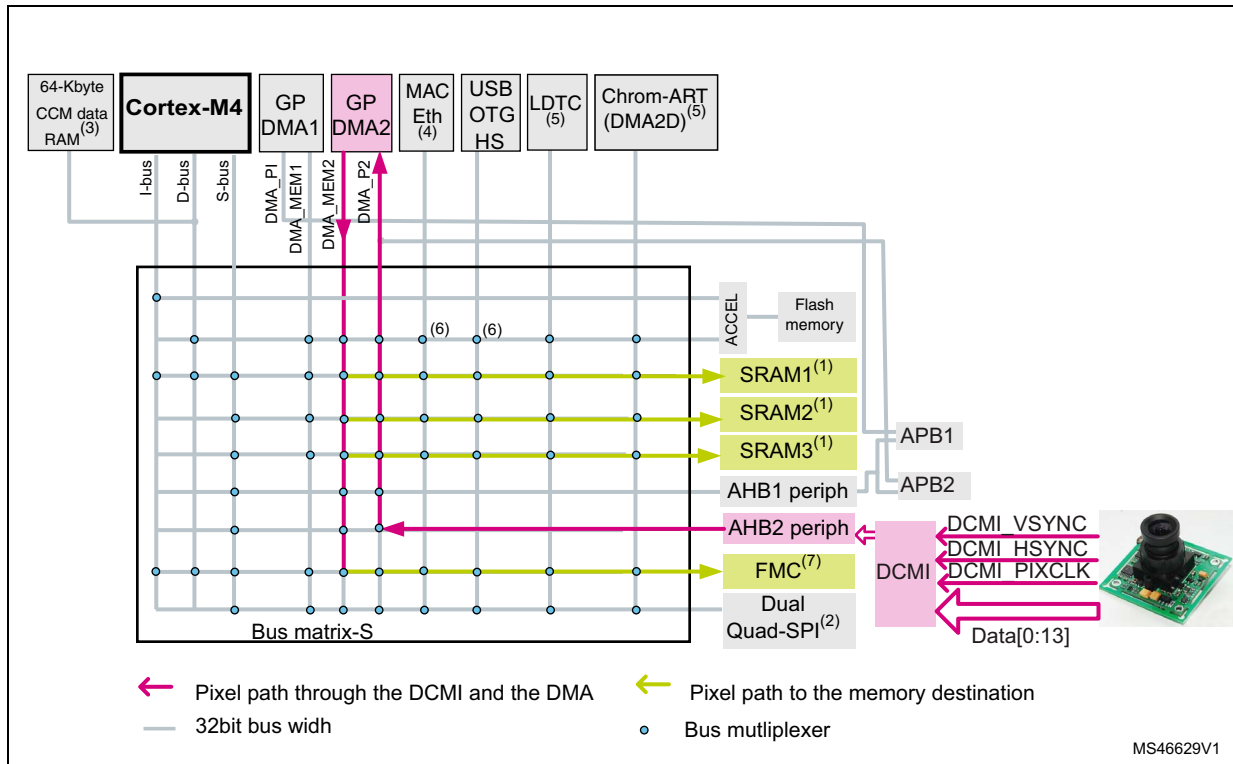 64-Kbyte
CCM data
RAM(3)
Cortex-M4
GP
DMA1
GP
DMA2
MAC
Eth
(4)
USB
OTG
HS
LDTC
(5)
Chrom-ART(5)
(DMA2D)
I-bus
D-bus
S-bus
DMA_PI
DMA_MEM1
DMA_MEM2
DMA_P2
(6)
(6)
ACCEL
Flash
memory
SRAM1(1)
SRAM2(1)
SRAM3(1)
AHB1 periph
AHB2 periph
FMC(7)
Dual
Quad-SPI(2)
APB1
APB2
DCMI
DCMI_VSYNC
DCMI_HSYNC
DCMI_PIXCLK
Data[0:13]
Bus matrix-S
Pixel path through the DCMI and the DMA
Pixel path to the memory destination
32bit bus widh
Bus mutliplexer
MS46629V1